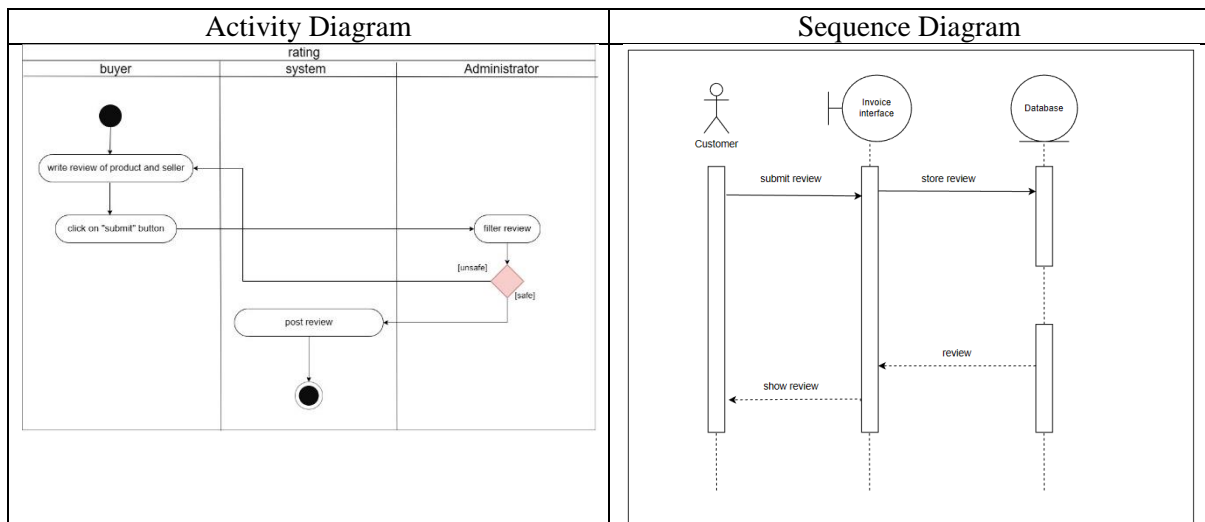 Activity Diagram
Sequence Diagram
rating
buyer
system
Administrator
write review of product and seller
click on "submit" button
filter review
[unsafe]
[safe]
post review
Invoice
interface
Database
Customer
submit review
store review
review
show review